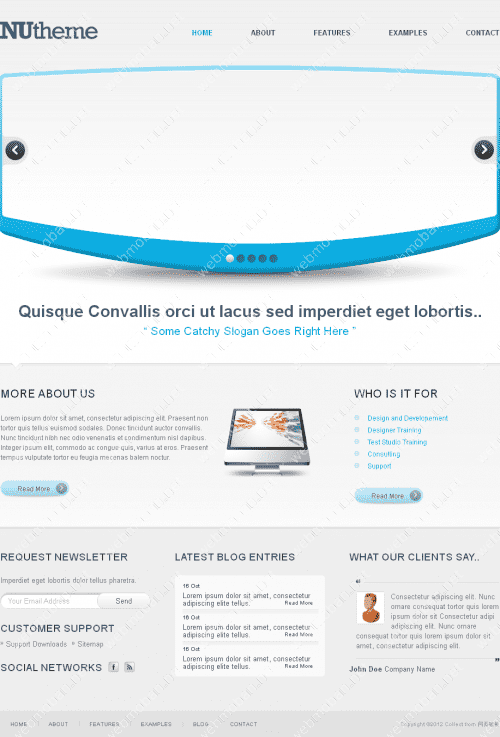 NUtheme
HOME ABOUT FEATURES EXAMPLES CONTACT
Quisque Convallis orci ut lacus sed imperdiet eget lobortis..
“ Some Catchy Slogan Goes Right Here ”
MORE ABOUT US
Lorem ipsum dolor sit amet, consectetur adipiscing elit. Praesent non
tortor quis tellus euismod sodales. Donec tincidunt auctor convallis.
Nunc tincidunt nibh nec odio venenatis et condimentum nisl dapibus.
Integer ipsum elit, commodo ac congue quis, varius at eros. Praesent
tempus vulputate tortor eu feugia mecenas balem noctur.
Read More
WHO IS IT FOR
Design and Developement
Designer Training
Test Studio Training
Consulting
Support
Read More
REQUEST NEWSLETTER
Imperdiet eget lobortis dolor tellus pharetra.
Your Email Address Send
CUSTOMER SUPPORT
» Support Downloads » Sitemap
SOCIAL NETWORKS
LATEST BLOG ENTRIES
16 Oct
Lorem ipsum dolor sit amet, consectetur
adipiscing elite tellus. Read More
16 Oct
Lorem ipsum dolor sit amet, consectetur
adipiscing elite tellus. Read More
16 Oct
Lorem ipsum dolor sit amet, consectetur
adipiscing elite tellus. Read More
WHAT OUR CLIENTS SAY..
“
Consectetur adipiscing elit. Nunc
ornare consequat tortor quis lorem
ipsum dolor sit Consectetur adipi
adipiscing elit. Nunc ornare
consequat tortor quis lorem ipsum dolor sit
amet, consectetur adipiscing elit.
”
John Doe Company Name
HOME ABOUT FEATURES EXAMPLES BLOG CONTACT
Copyright ©2012 Collect from